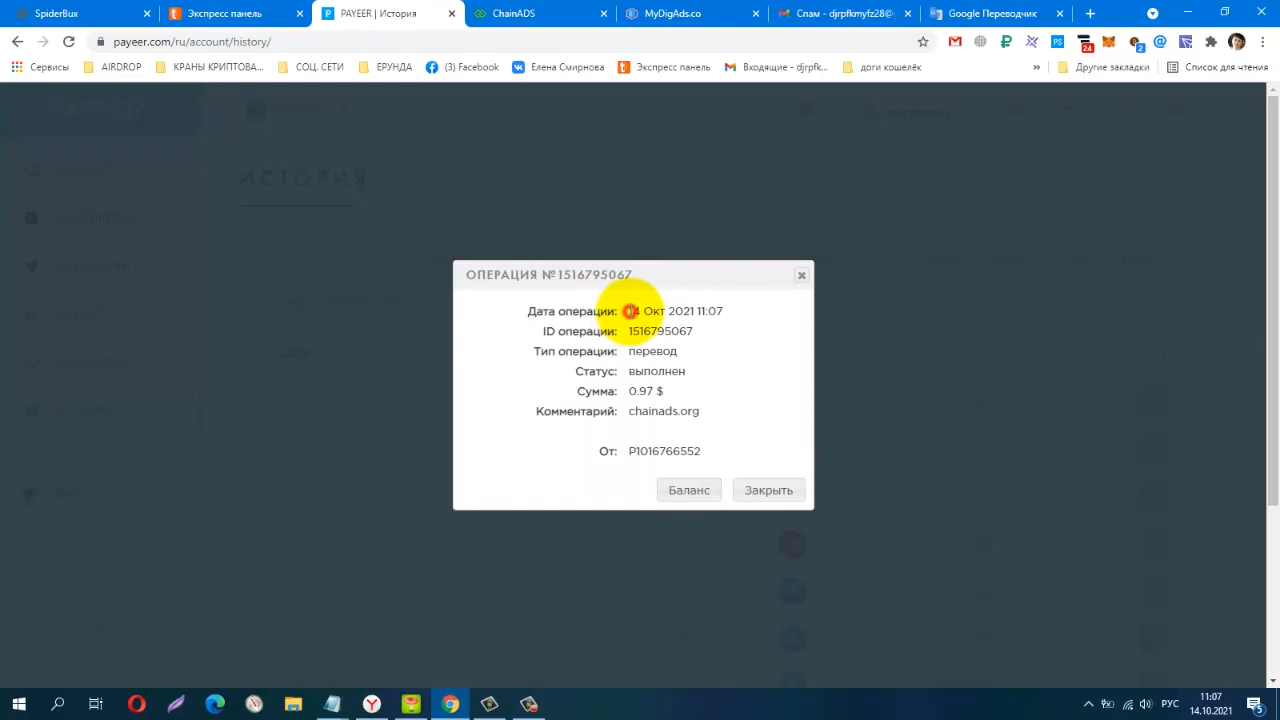 SpiderBux
Экспресс панель
PAYEER | История
ChainADS
MyDigAds.co
Спам - djrpfkmyfz28@
Google Переводчик
payeer.com/ru/account/history/
Сервисы
AIRDROP
КРАНЫ КРИПТОВА...
СОЦ. СЕТИ
ЕРУНДА
(3) Facebook
Елена Смирнова
Экспресс панель
Входящие - djrpfk...
доги кошелёк
»
Другие закладки
Список для чтения
ИСТОРИЯ
ОПЕРАЦИЯ №1516795067
Дата операции: 14 Окт 2021 11:07
ID операции: 1516795067
Тип операции: перевод
Статус: выполнен
Сумма: 0.97 $
Комментарий: chainads.org
От: P1016766552
Баланс
Закрыть
РУС
11:07
14.10.2021